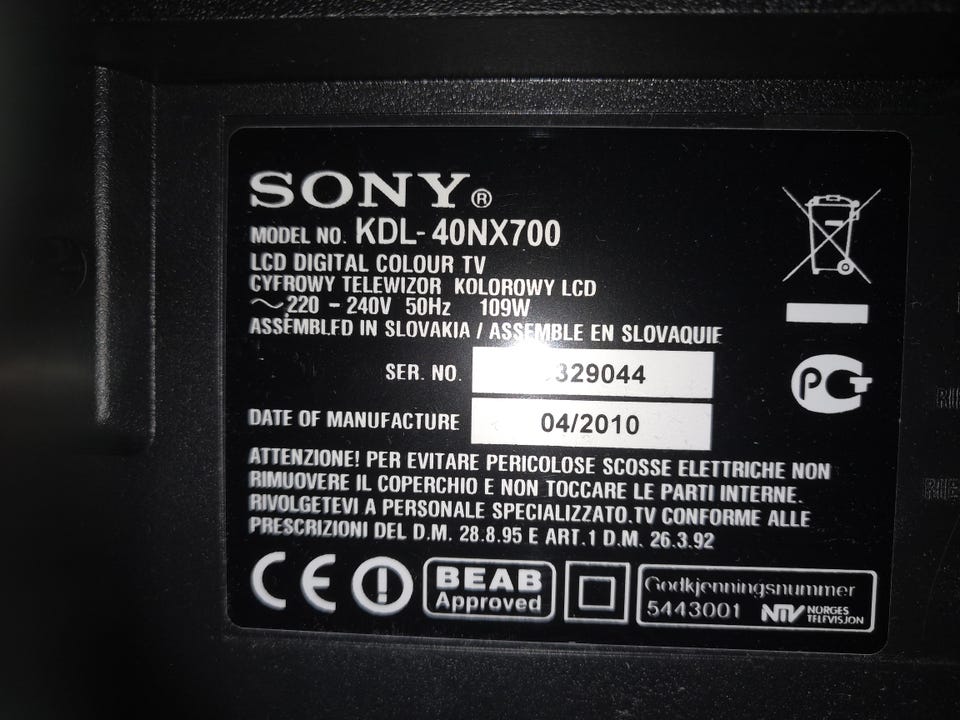 SONY®
MODEL NO. KDL-40NX700
LCD DIGITAL COLOUR TV
CYFROWY TELEWIZOR KOLOROWY LCD
~ 220 - 240V 50Hz 109W
ASSEMBLED IN SLOVAKIA / ASSEMBLE EN SLOVAQUIE
SER. NO. 329044
DATE OF MANUFACTURE 04/2010
ATTENZIONE! PER EVITARE PERICOLOSE SCOSSE ELETTRICHE NON
RIMUOVERE IL COPERCHIO E NON TOCCARE LE PARTI INTERNE.
RIVOLGETEVI A PERSONALE SPECIALIZZATO.TV CONFORME ALLE
PRESCRIZIONI DEL D.M. 28.8.95 E ART.1 D.M. 26.3.92
CE
BEAB
Approved
Godkjenningsnummer
5443001 NTV NORGES
TELEVISJON